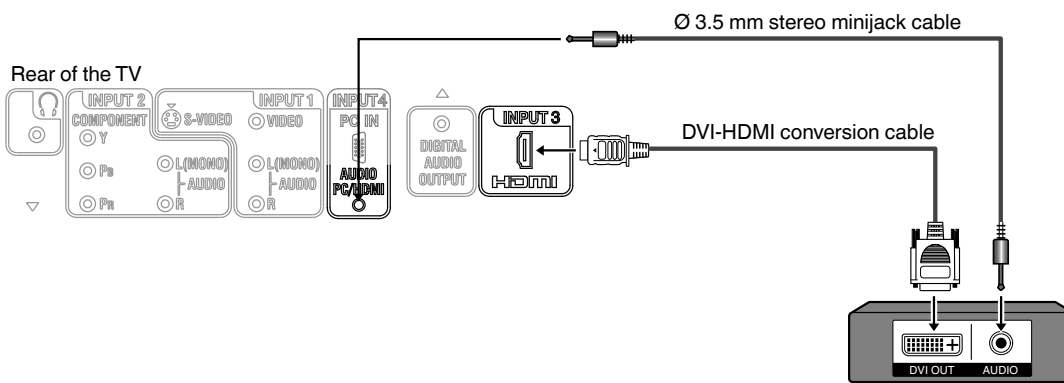 Ø 3.5 mm stereo minijack cable
Rear of the TV
INPUT 2
COMPONENT
Y
PB
PR
S-VIDEO
L(MONO)
AUDIO
R
INPUT 1
VIDEO
L(MONO)
AUDIO
R
INPUT4
PC IN
AUDIO
PC/HDMI
DIGITAL
AUDIO
OUTPUT
INPUT 3
HDMI
DVI-HDMI conversion cable
DVI OUT
AUDIO